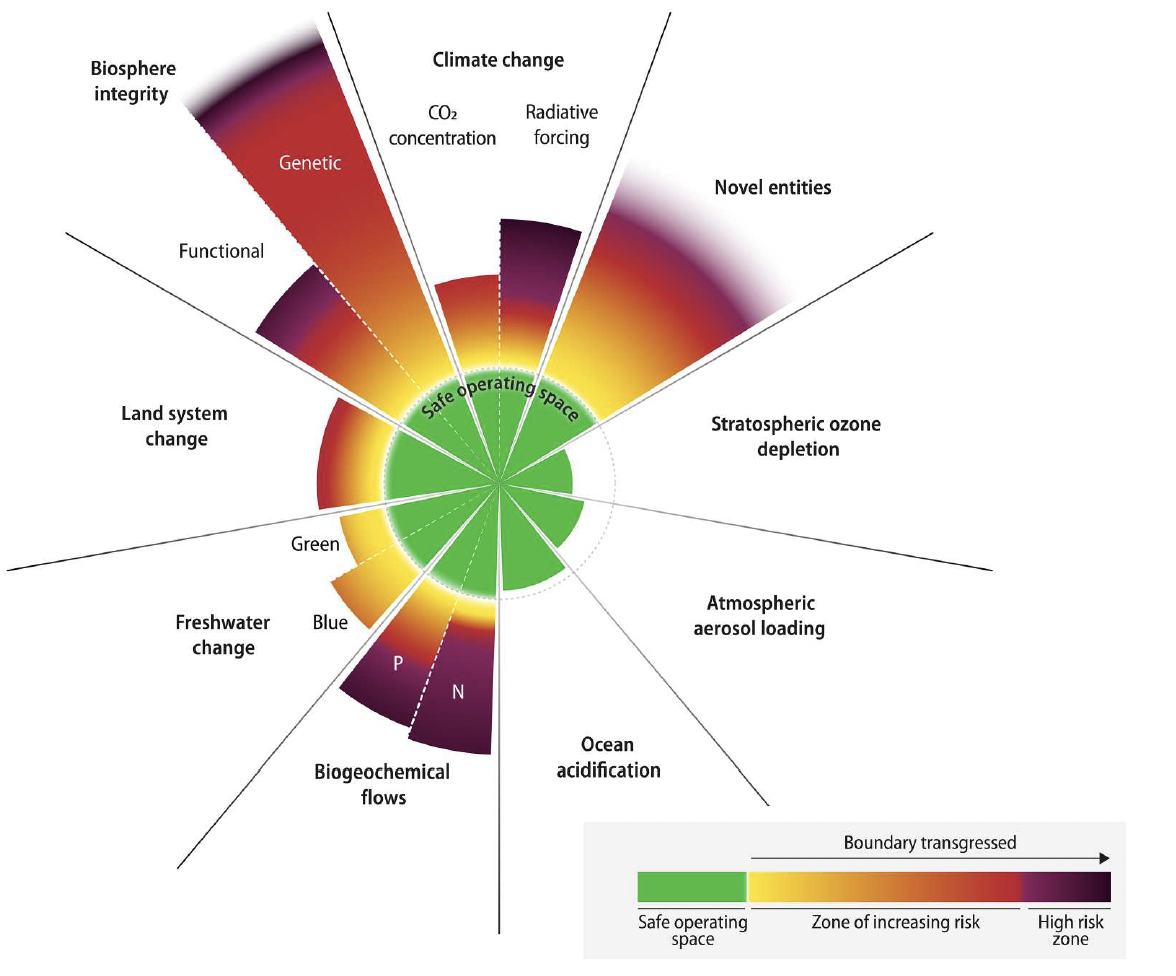 Biosphere
integrity
Climate change
CO₂
concentration
Radiative
forcing
Genetic
Novel entities
Functional
Safe operating space
Land system
change
Stratospheric ozone
depletion
Green
Blue
Freshwater
change
Atmospheric
aerosol loading
P
N
Biogeochemical
flows
Ocean
acidification
Boundary transgressed
Safe operating
space
Zone of increasing risk
High risk
zone